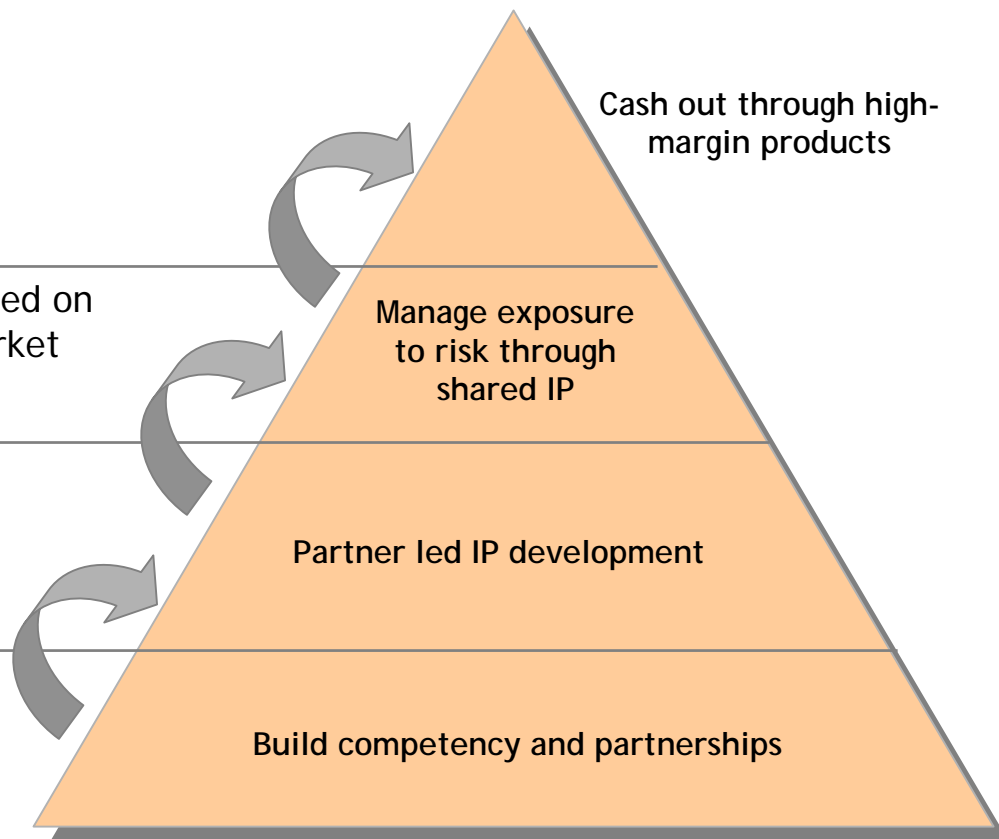 Cash out through high-
margin products
ed on
rket
Manage exposure
to risk through
shared IP
Partner led IP development
Build competency and partnerships